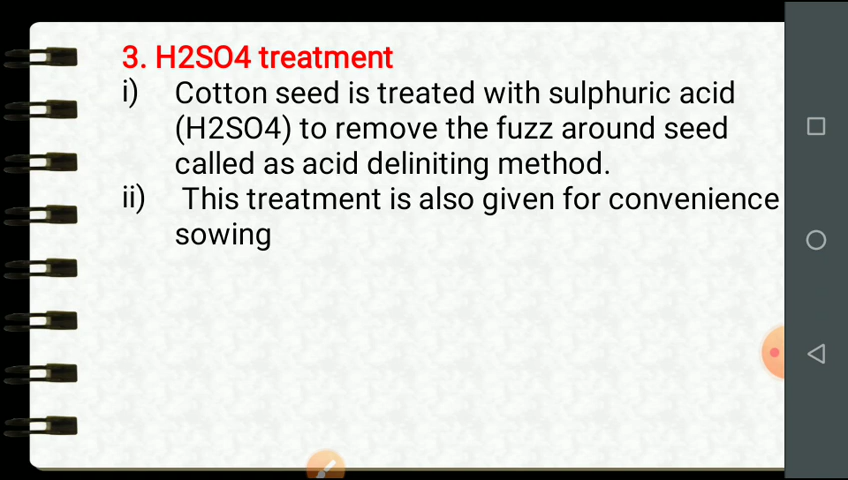 3. H2SO4 treatment
i) Cotton seed is treated with sulphuric acid
(H2SO4) to remove the fuzz around seed
called as acid deliniting method.
ii) This treatment is also given for convenience
sowing